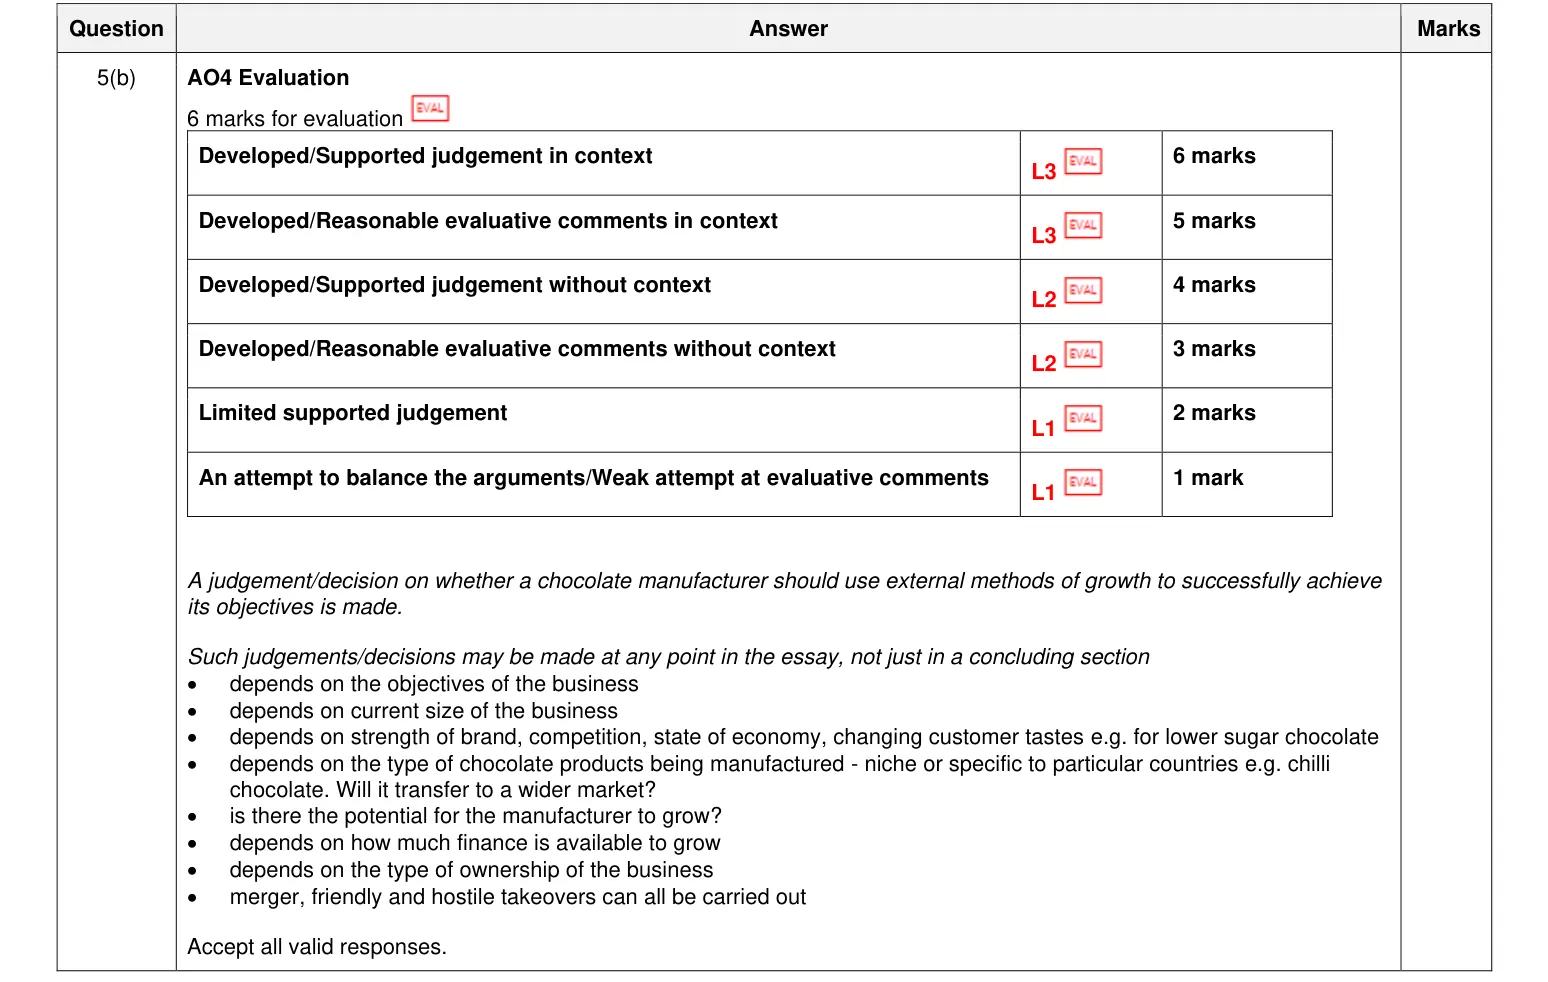 Question Answer Marks
5(b) AO4 Evaluation
6 marks for evaluation EVAL
Developed/Supported judgement in context L3 EVAL 6 marks
Developed/Reasonable evaluative comments in context L3 EVAL 5 marks
Developed/Supported judgement without context L2 EVAL 4 marks
Developed/Reasonable evaluative comments without context L2 EVAL 3 marks
Limited supported judgement L1 EVAL 2 marks
An attempt to balance the arguments/Weak attempt at evaluative comments L1 EVAL 1 mark
A judgement/decision on whether a chocolate manufacturer should use external methods of growth to successfully achieve
its objectives is made.
Such judgements/decisions may be made at any point in the essay, not just in a concluding section
• depends on the objectives of the business
• depends on current size of the business
• depends on strength of brand, competition, state of economy, changing customer tastes e.g. for lower sugar chocolate
• depends on the type of chocolate products being manufactured - niche or specific to particular countries e.g. chilli
chocolate. Will it transfer to a wider market?
• is there the potential for the manufacturer to grow?
• depends on how much finance is available to grow
• depends on the type of ownership of the business
• merger, friendly and hostile takeovers can all be carried out
Accept all valid responses.